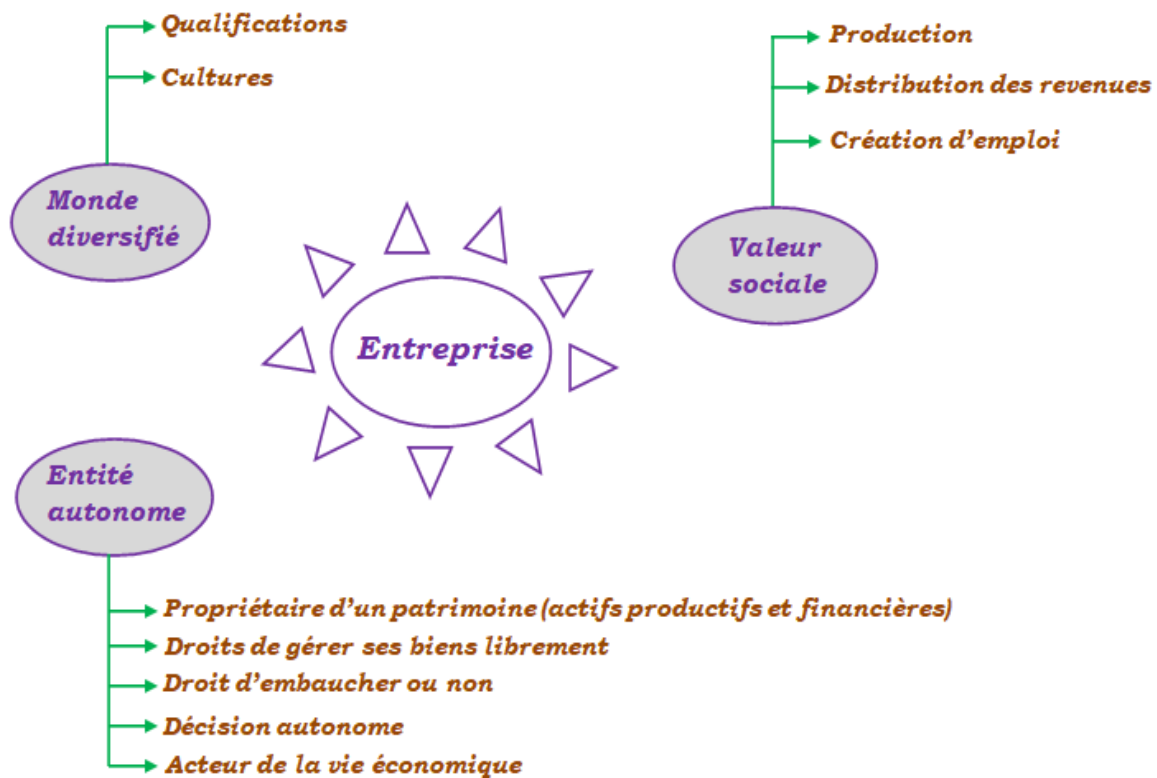 Qualifications
Cultures
Monde
diversifié
Production
Distribution des revenues
Création d'emploi
Valeur
sociale
Entreprise
Entité
autonome
Propriétaire d'un patrimoine (actifs productifs et financières)
Droits de gérer ses biens librement
Droit d'embaucher ou non
Décision autonome
Acteur de la vie économique